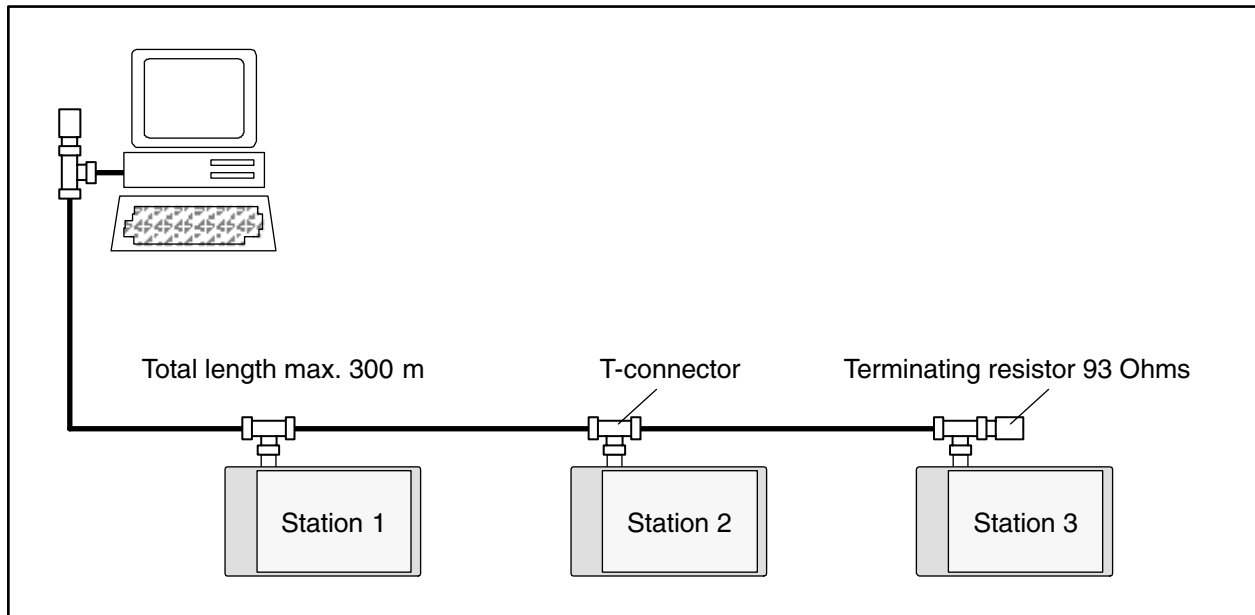 Total length max. 300 m
T-connector
Terminating resistor 93 Ohms
Station 1
Station 2
Station 3